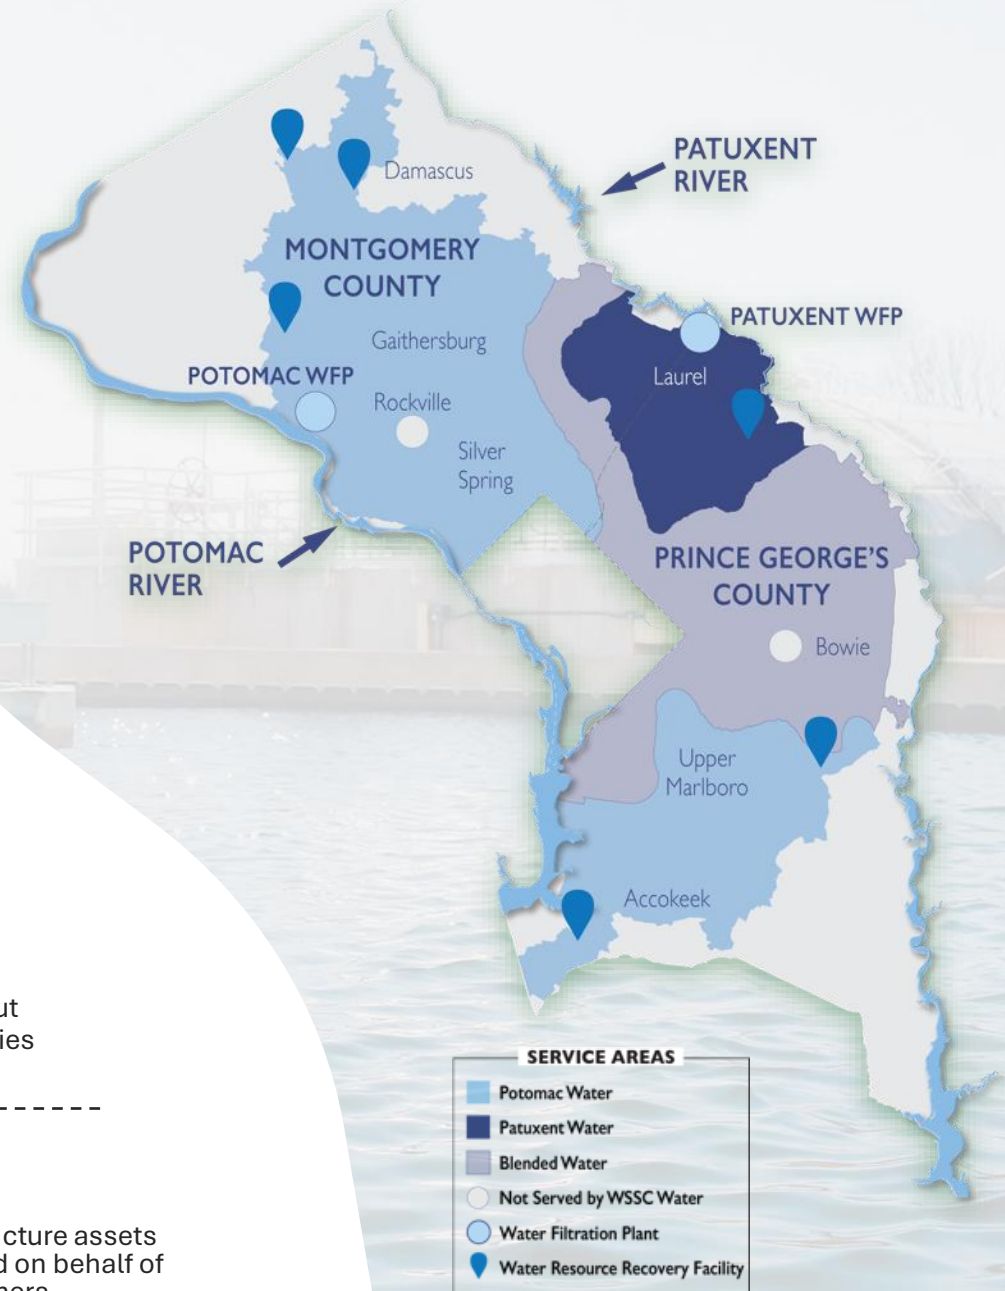 PATUXENT
RIVER
Damascus
MONTGOMERY
COUNTY
PATUXENT WFP
Gaithersburg
POTOMAC WFP
Laurel
Rockville
Silver
Spring
POTOMAC
RIVER
PRINCE GEORGE'S
COUNTY
Bowie
Upper
Marlboro
Accokeek
ut
ies
cture assets
d on behalf of
SERVICE AREAS
Potomac Water
Patuxent Water
Blended Water
Not Served by WSSC Water
Water Filtration Plant
Water Resource Recovery Facility